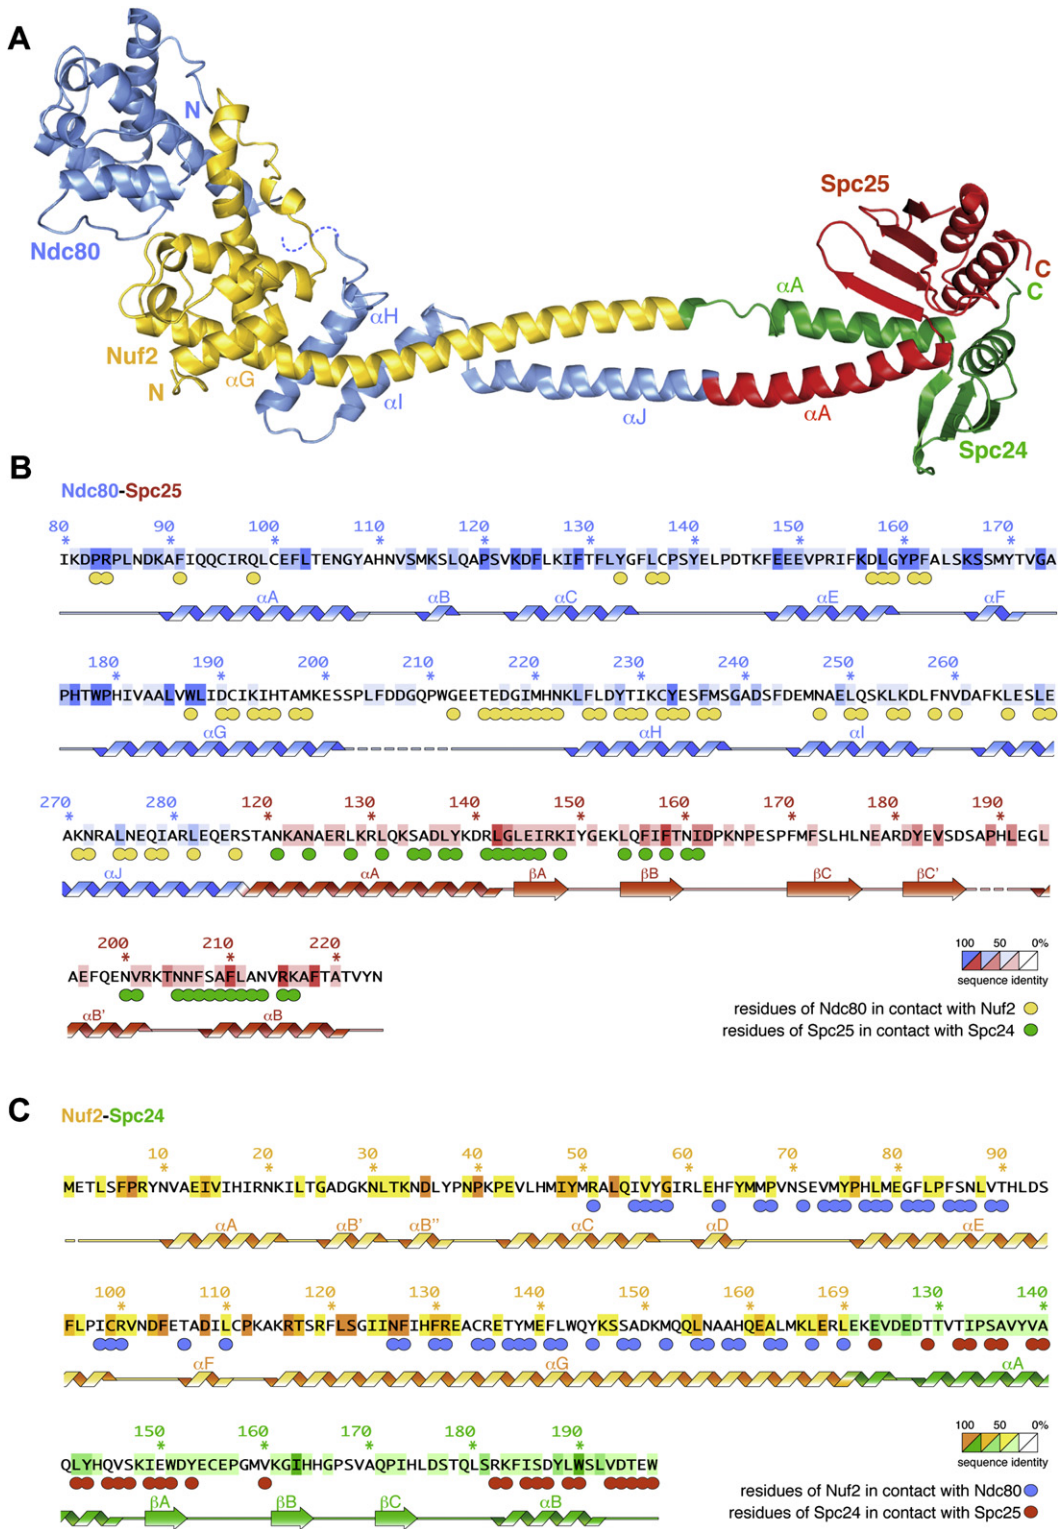 A
N
Spc25
Ndc80
C
C
αA
αH
Nuf2
N
αG
αI
αJ
αA
Spc24
B
Ndc80-Spc25
80 90 100 110 120 130 140 150 160 170
* * * * * * * * *
IKDPRPLNDKAFIQQCIRQLCEFLTENGYAHNVSMKSLQAPSVKDFLKIFTFLYGFLCPSYELPDTKFEEEVPRIFKDLGYPFALSKSSMYTVGA
αA αB αC αE αF
180 190 200 210 220 230 240 250 260
* * * * * * * * *
PHTWPHIVAALVWLIDCIKIHTAMKESSPLFDDGQPWGEETEDGIMHNKLFLDYTIKCYESFMSGADSFDEMNAELQSKLKDLFNVDAFKLESLE
αG αH αI
270 280 120 130 140 150 160 170 180 190
* * * * * * * * * *
AKNRALNEQIARLEQERSTANKANAERLKRLQKSADLYKDRLGLEIRKIYGEKLQFIFTNIDPKNPESPFMFSLHLNEARDYEVSDSAPHLEGL
αJ αA βA βB βC βC'
200 210 220
* * *
AEFQENVRKTNNFSAFLANVRKAFTATVYN
αB' αB
100 50 0%
sequence identity
residues of Ndc80 in contact with Nuf2
residues of Spc25 in contact with Spc24
C
Nuf2-Spc24
10 20 30 40 50 60 70 80 90
* * * * * * * * *
METLSFPRYNVAEIVIHIRNKILTGADGKNLTKNDLYPNPKPEVLHMIYMRALQIVYGIRLEHFYMMPVNSEVMYPHLMEGFLPFSNLVTHLDS
αA αB' αB'' αC αD αE
100 110 120 130 140 150 160 169 130 140
* * * * * * * * * *
FLPICRVNDFETADILCPKAKRTSRFLSGIINFIHFREACRETYMEFLWQYKSSADKMQQLNAAHQEALMKLERLEKEVDEDTTVTIPSAVYVA
αF αG αA
150 160 170 180 190
* * * * *
QLYHQVSKIEWDYECEPGMVKGIHHGPSVAQPIHLDSTQLSRKFISDYLWSLVDTEW
βA βB βC αB
100 50 0%
sequence identity
residues of Nuf2 in contact with Ndc80
residues of Spc24 in contact with Spc25